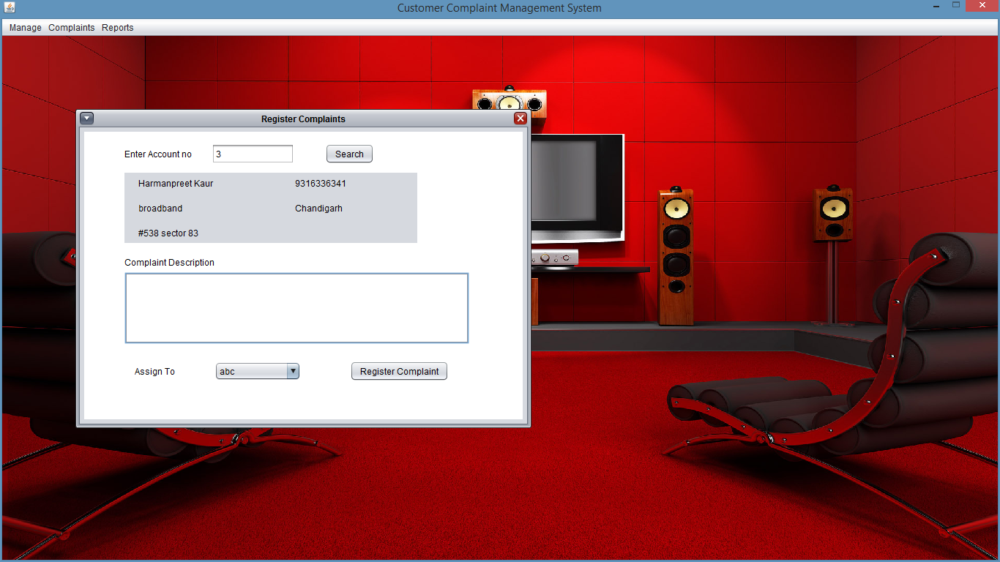 Customer Complaint Management System
Manage Complaints Reports
Register Complaints
Enter Account no 3 Search
Harmanpreet Kaur 9316336341
broadband Chandigarh
#538 sector 83
Complaint Description
Assign To abc Register Complaint